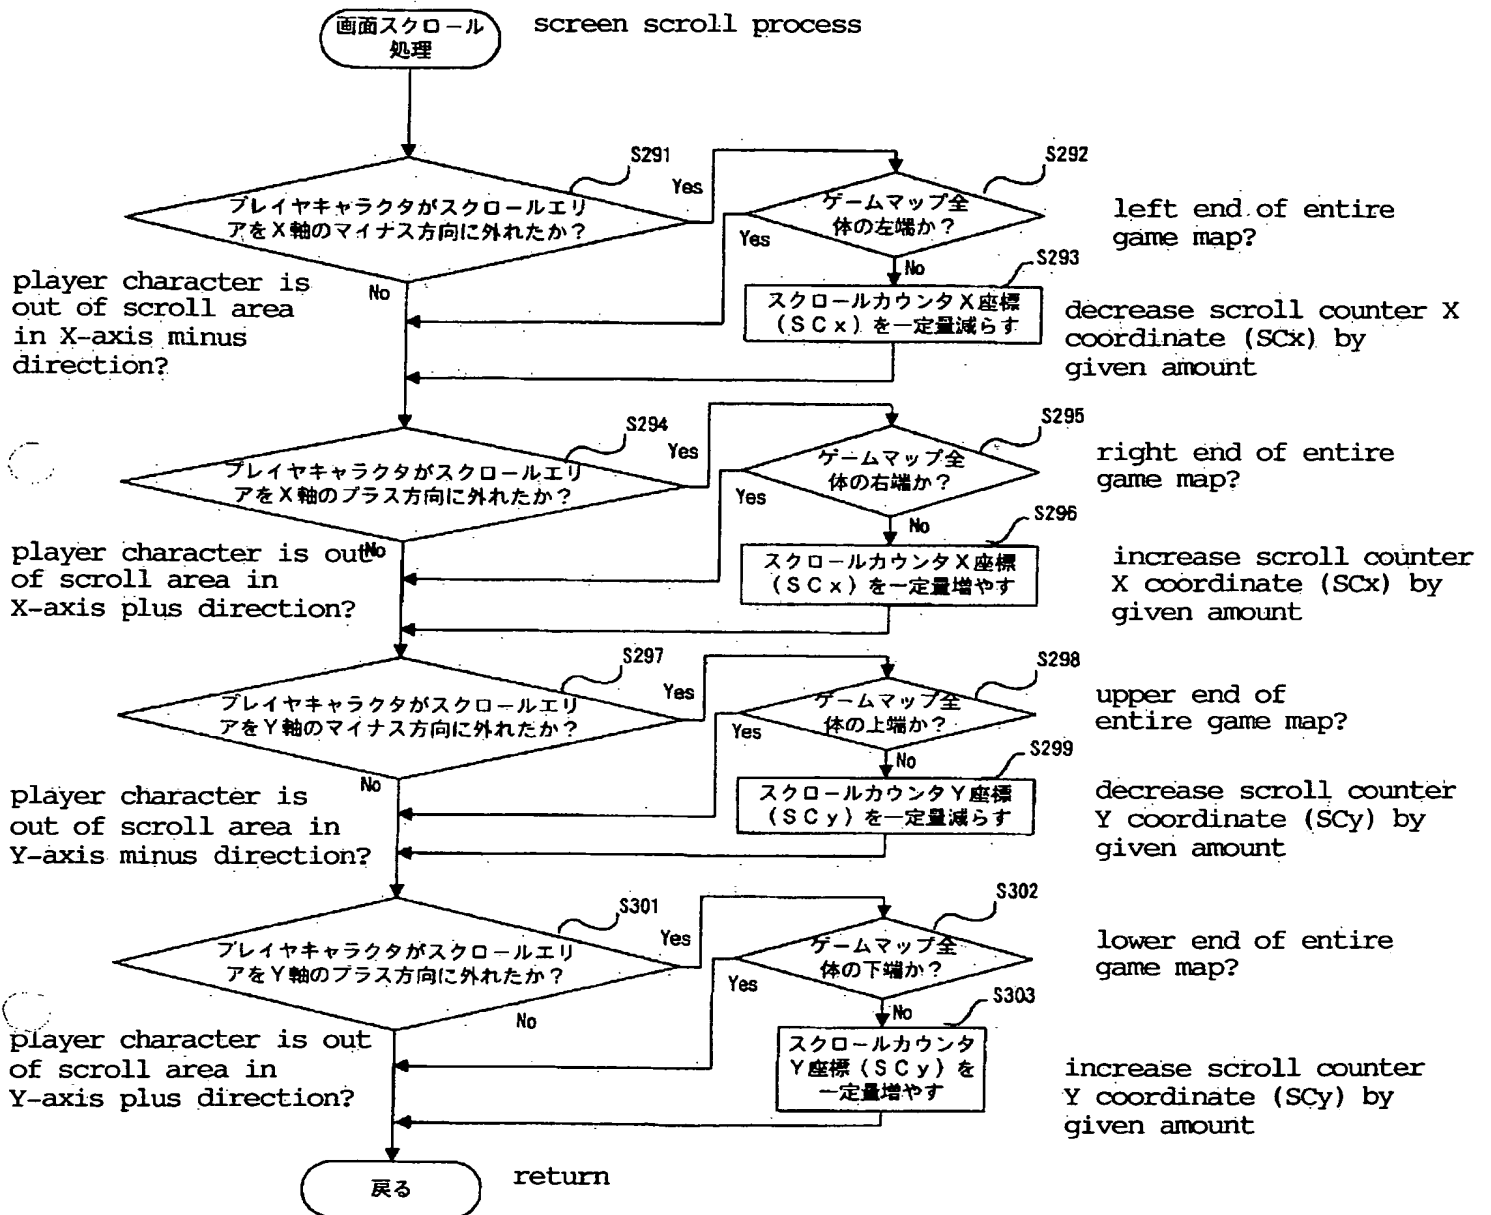 画面スクロール
処理
screen scroll process
S291
Yes
プレイヤキャラクタがスクロールエリ
アをX軸のマイナス方向に外れたか?
No
player character is
out of scroll area
in X-axis minus
direction?
S292
ゲームマップ全
体の左端か?
Yes
No
left end of entire
game map?
S293
スクロールカウンタX座標
(SCx)を一定量減らす
decrease scroll counter X
coordinate (SCx) by
given amount
S294
Yes
プレイヤキャラクタがスクロールエリ
アをX軸のプラス方向に外れたか?
No
player character is out
of scroll area in
X-axis plus direction?
S295
ゲームマップ全
体の右端か?
Yes
No
right end of entire
game map?
S296
スクロールカウンタX座標
(SCx)を一定量増やす
increase scroll counter
X coordinate (SCx) by
given amount
S297
Yes
プレイヤキャラクタがスクロールエリ
アをY軸のマイナス方向に外れたか?
No
player character is
out of scroll area in
Y-axis minus direction?
S298
ゲームマップ全
体の上端か?
Yes
No
upper end of
entire game map?
S299
スクロールカウンタY座標
(SCy)を一定量減らす
decrease scroll counter
Y coordinate (SCy) by
given amount
S301
Yes
プレイヤキャラクタがスクロールエリ
アをY軸のプラス方向に外れたか?
No
player character is out
of scroll area in
Y-axis plus direction?
S302
ゲームマップ全
体の下端か?
Yes
No
lower end of entire
game map?
S303
スクロールカウンタ
Y座標(SCy)を
一定量増やす
increase scroll counter
Y coordinate (SCy) by
given amount
戻る
return